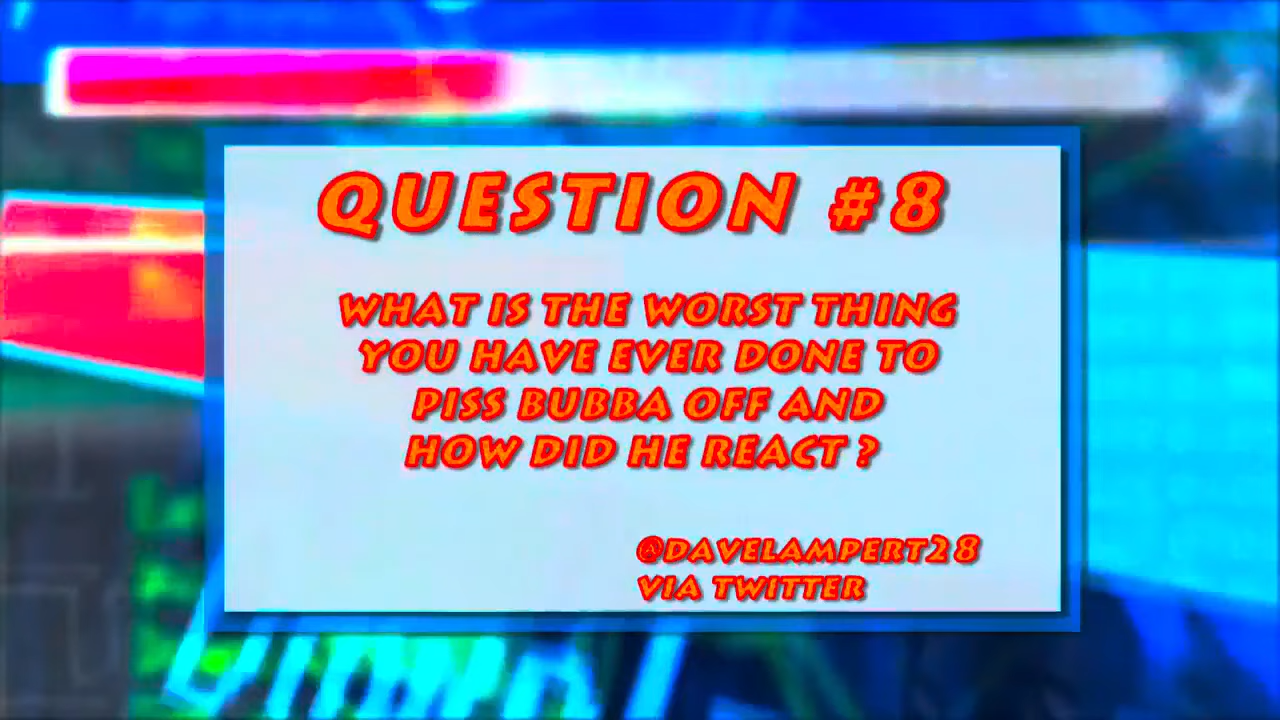 QUESTION #8
WHAT IS THE WORST THING
YOU HAVE EVER DONE TO
PISS BUBBA OFF AND
HOW DID HE REACT ?
@DAVELAMPERT28
VIA TWITTER